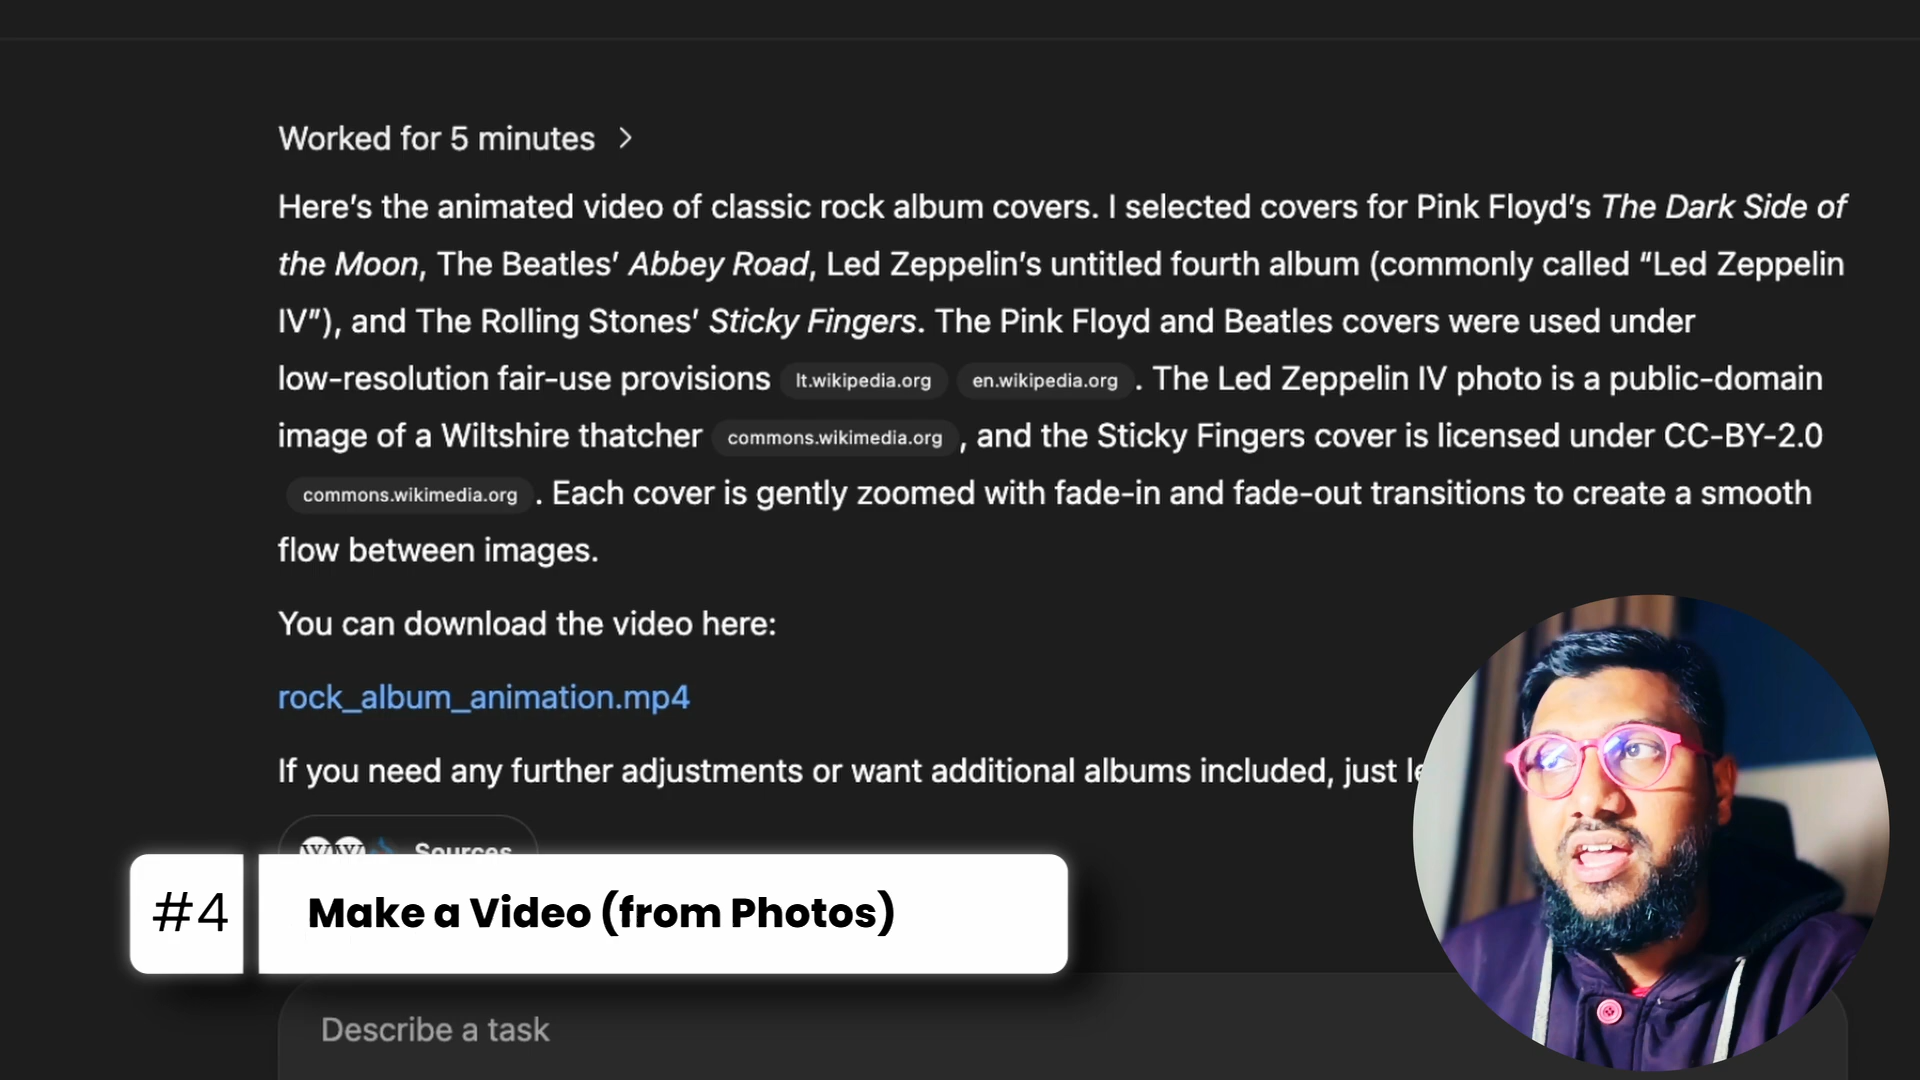 Worked for 5 minutes
Here’s the animated video of classic rock album covers. I selected covers for Pink Floyd’s The Dark Side of
the Moon, The Beatles’ Abbey Road, Led Zeppelin’s untitled fourth album (commonly called “Led Zeppelin
IV”), and The Rolling Stones’ Sticky Fingers. The Pink Floyd and Beatles covers were used under
low-resolution fair-use provisions lt.wikipedia.org en.wikipedia.org . The Led Zeppelin IV photo is a public-domain
image of a Wiltshire thatcher commons.wikimedia.org , and the Sticky Fingers cover is licensed under CC-BY-2.0
commons.wikimedia.org . Each cover is gently zoomed with fade-in and fade-out transitions to create a smooth
flow between images.
You can download the video here:
rock_album_animation.mp4
If you need any further adjustments or want additional albums included, just
Sources
#4 Make a Video (from Photos)
Describe a task